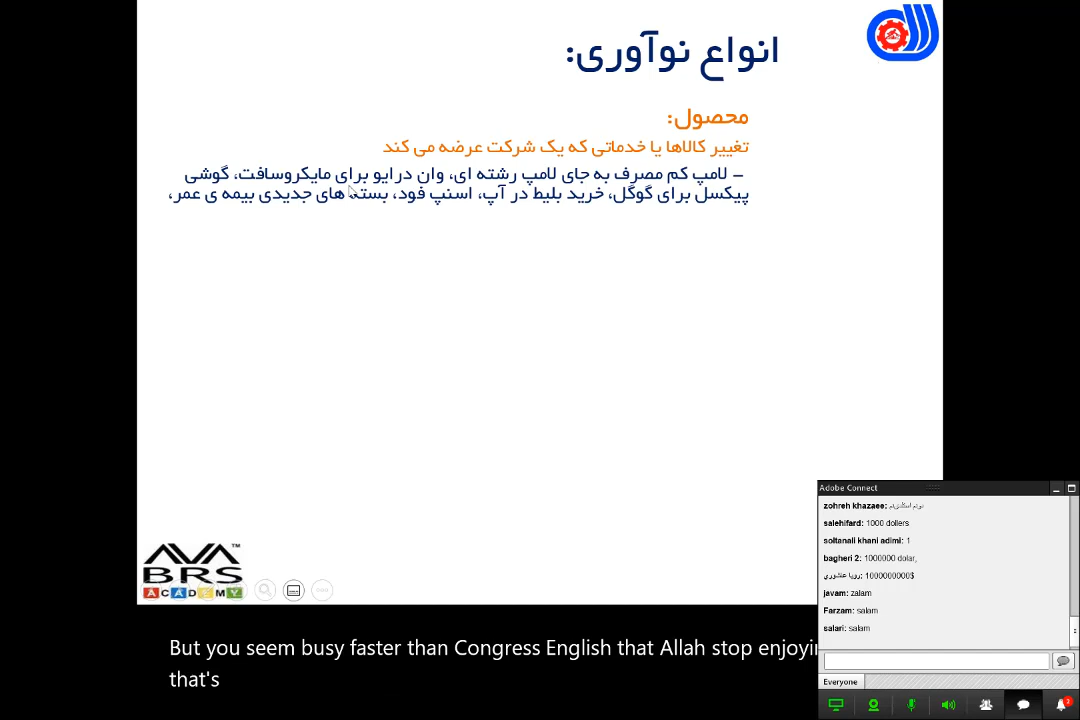 انواع نوآوری:
محصول:
تغییر کالاها یا خدماتی که یک شرکت عرضه می کند
- لامپ کم مصرف به جای لامپ رشته ای، وان درایو برای مایکروسافت، گوشی
پیکسل برای گوگل، خرید بلیط در آپ، اسنپ فود، بسته های جدیدی بیمه ی عمر،
AVA™
BRS
ACADEMY
Adobe Connect
zohreh khazaee:
salehifard: 1000 dollers
soltanali khani adimi: 1
bagheri 2: 1000000 dolar,
رویا عاشوری: 1000000000$
javam: zalam
Farzam: salam
salari: salam
Everyone
But you seem busy faster than Congress English that Allah stop enjoyin
that's